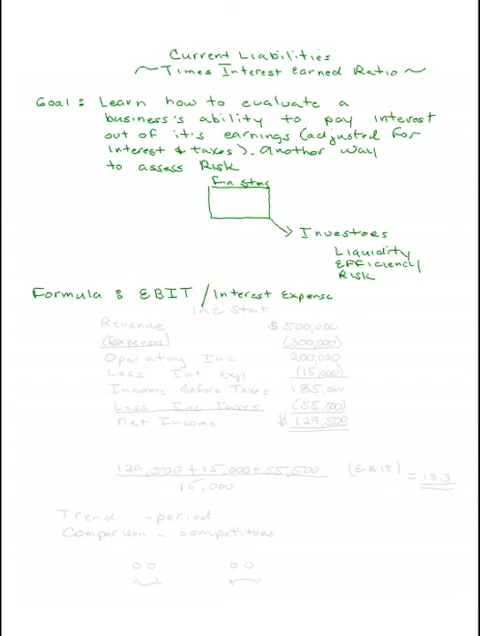 Current Liabilities
~Times Interest Earned Ratio~
Goal: Learn how to evaluate a
business's ability to pay interest
out of it's earnings (adjusted for
interest & taxes). Another way
to assess Risk
Fin Stmts
Investors
Liquidity
Efficiency
Risk
Formula: EBIT / Interest Expense
Inc Stmt
Revenue $500,000
(Expenses) (300,000)
Operating Inc 200,000
Less Int Exp (15,000)
Income Before Taxes 185,000
Less Inc Taxes (55,500)
Net Income $129,500
129,500 + 15,000 + 55,500 (EBIT) = 13.3
15,000
Trend - period
Comparison - competitors